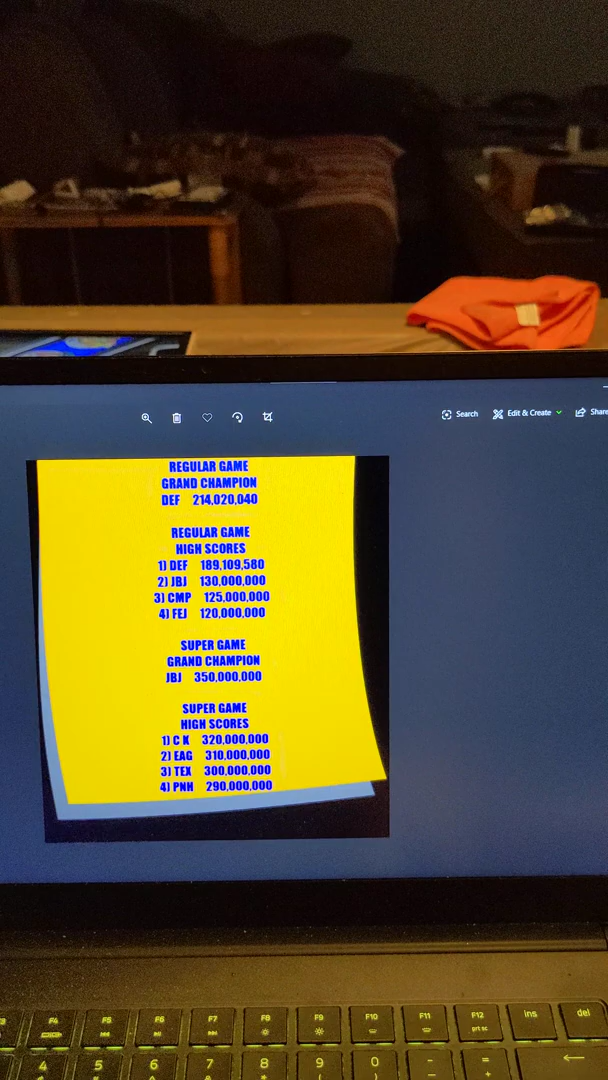 Search
Edit & Create
Share
REGULAR GAME
GRAND CHAMPION
DEF 214,020,040
REGULAR GAME
HIGH SCORES
1) DEF 189,109,580
2) JBJ 130,000,000
3) CMP 125,000,000
4) FEJ 120,000,000
SUPER GAME
GRAND CHAMPION
JBJ 350,000,000
SUPER GAME
HIGH SCORES
1) C K 320,000,000
2) EAG 310,000,000
3) TEX 300,000,000
4) PNH 290,000,000
F4 F5 F6 F7 F8 F9 F10 F11 F12 prt sc ins del
4 5 6 7 8 9 0 - =